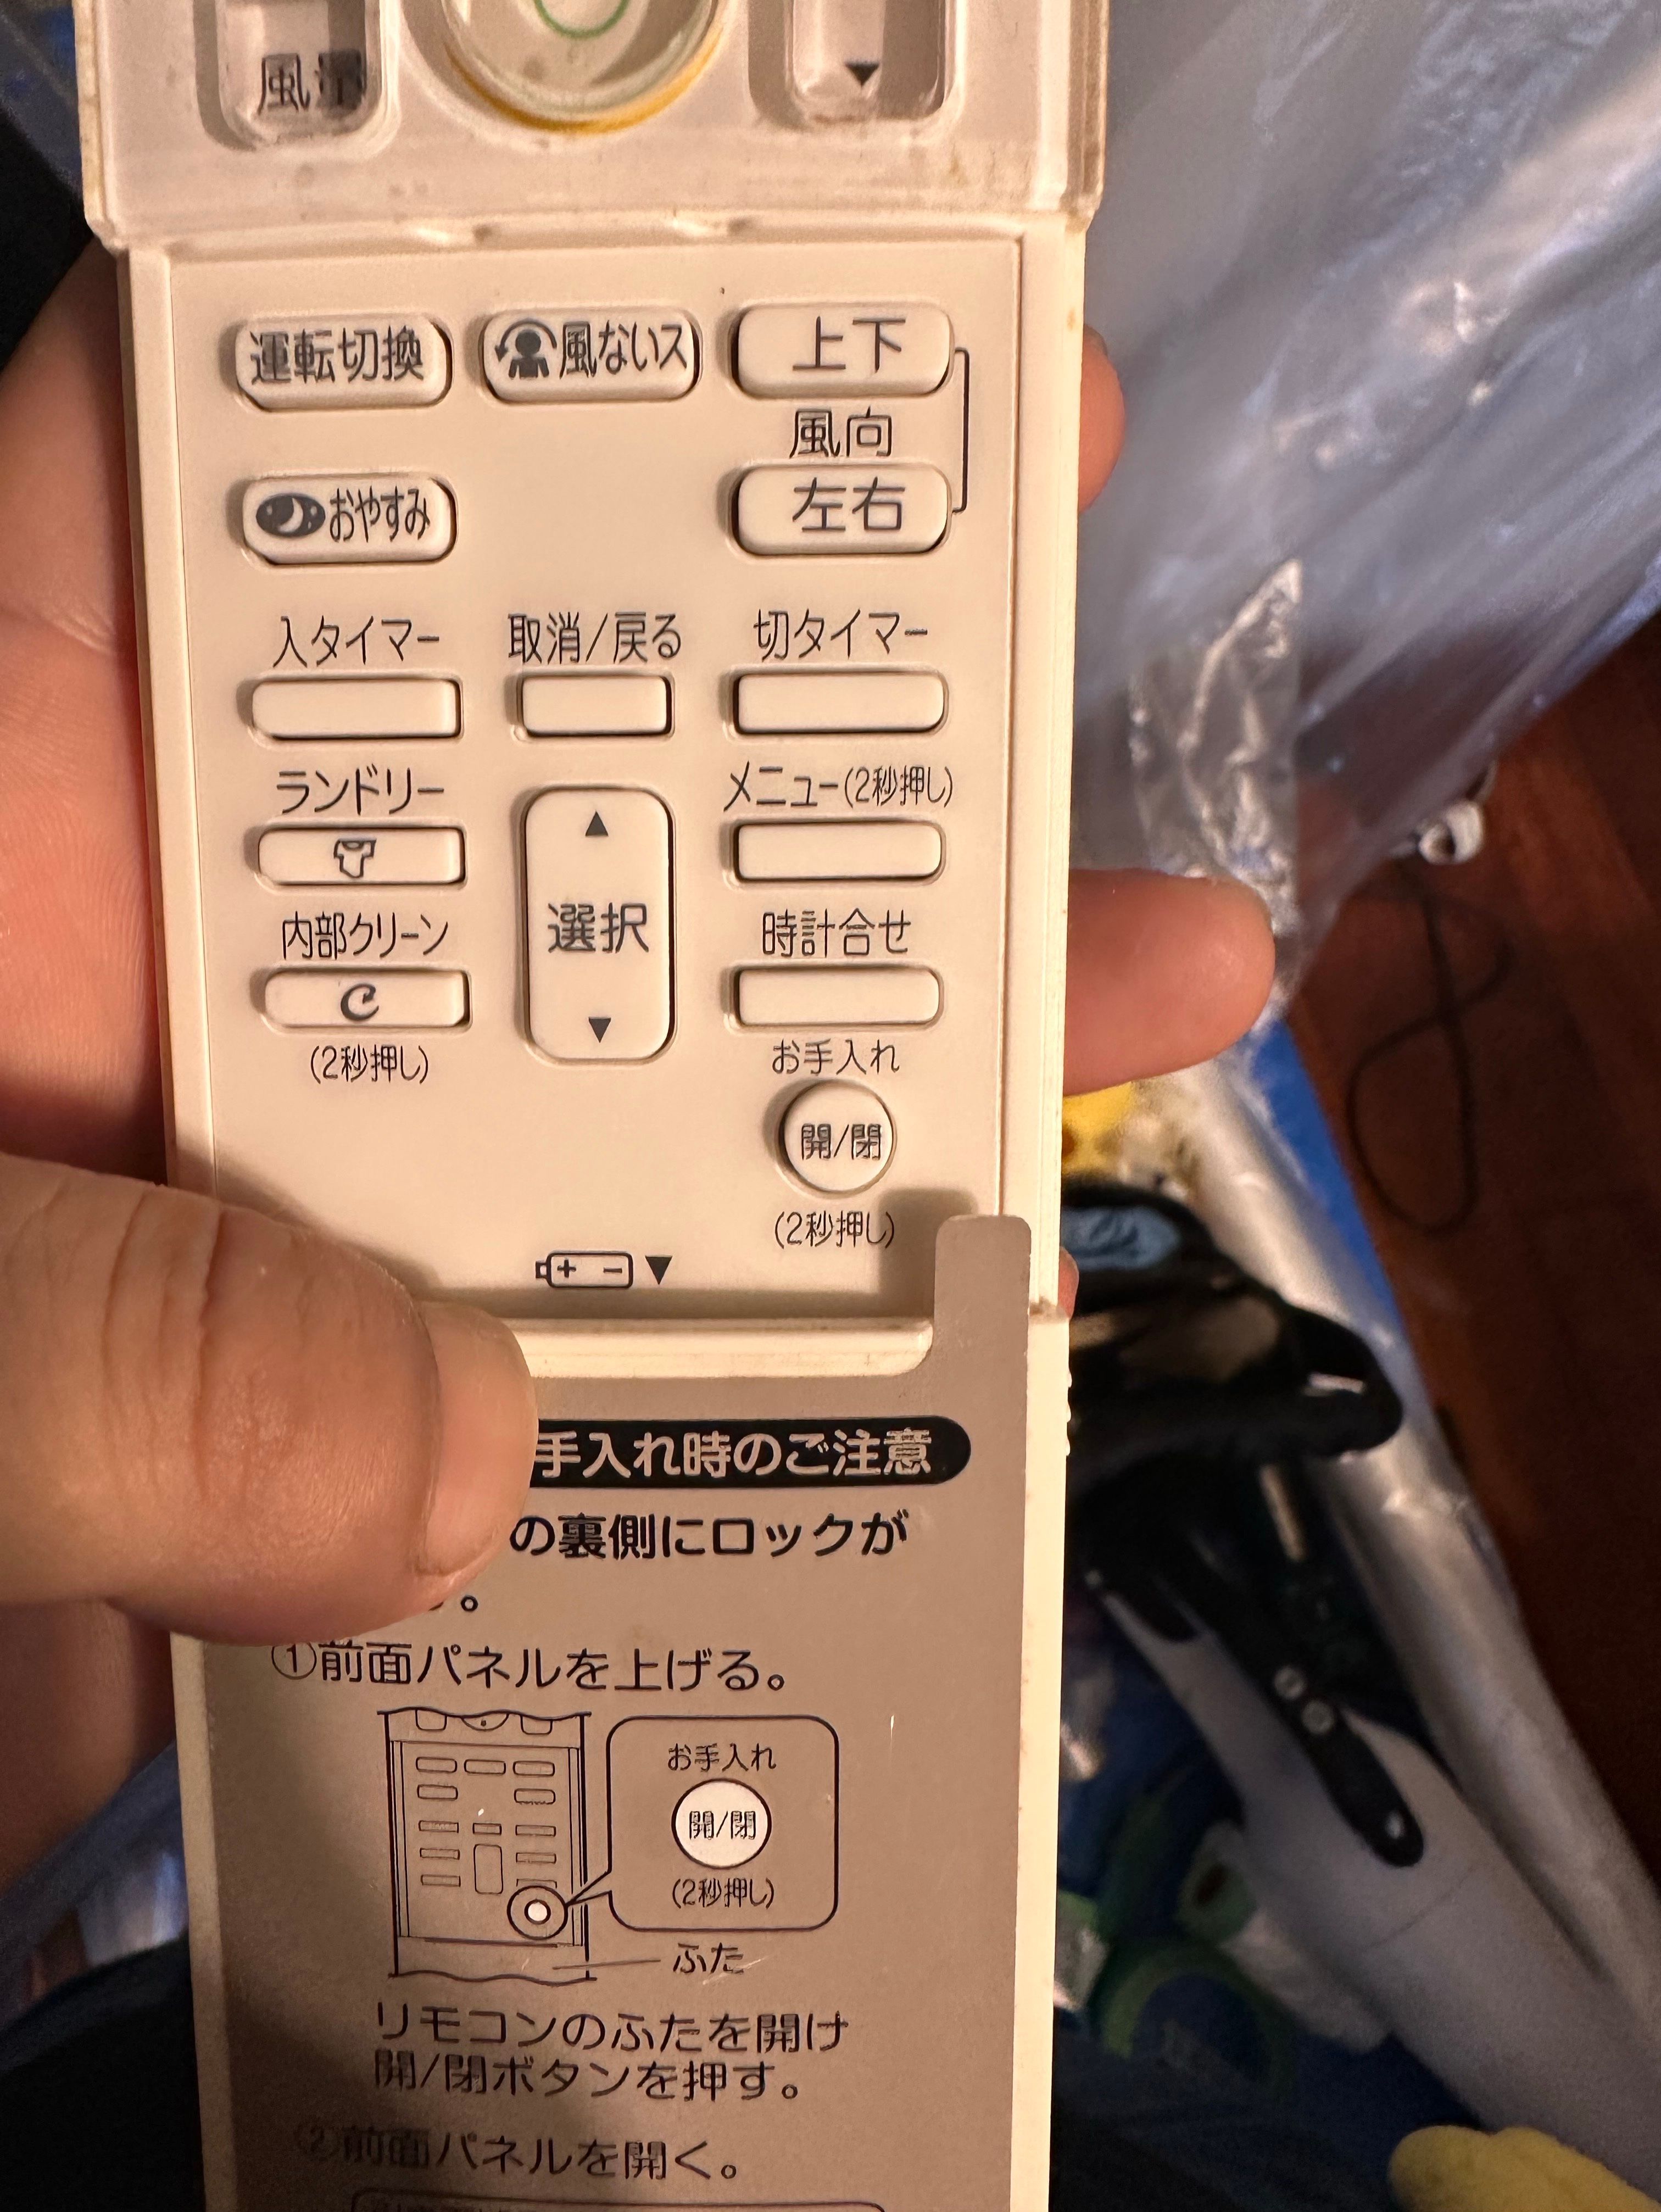 風
▼
運転切換
風ないス
上下
風向
おやすみ
左右
入タイマー
取消/戻る
切タイマー
ランドリー
▲
選択
▼
メニュー(2秒押し)
内部クリーン
時計合せ
(2秒押し)
お手入れ
開/閉
(2秒押し)
+ - ▼
手入れ時のご注意
の裏側にロックが
。
①前面パネルを上げる。
お手入れ
開/閉
(2秒押し)
ふた
リモコンのふたを開け
開/閉ボタンを押す。
②前面パネルを開く。